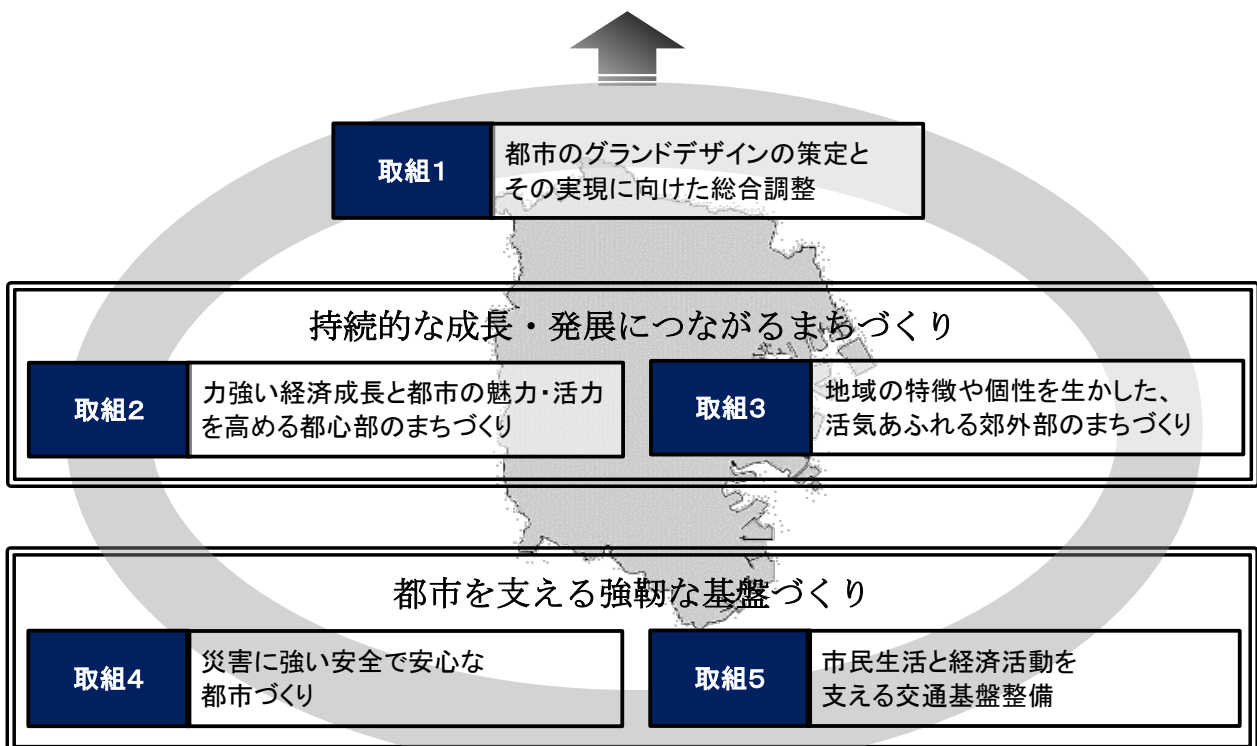 取組1
都市のグランドデザインの策定と
その実現に向けた総合調整
持続的な成長・発展につながるまちづくり
取組2
力強い経済成長と都市の魅力・活力
を高める都心部のまちづくり
取組3
地域の特徴や個性を生かした、
活気あふれる郊外部のまちづくり
都市を支える強靭な基盤づくり
取組4
災害に強い安全で安心な
都市づくり
取組5
市民生活と経済活動を
支える交通基盤整備